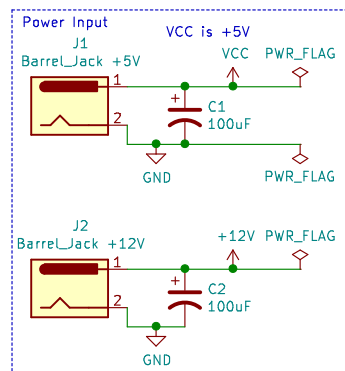 Power Input
J1
Barrel_Jack +5V
VCC is +5V
VCC
PWR_FLAG
1
+
C1
100uF
2
GND
PWR_FLAG
J2
Barrel_Jack +12V
+12V
PWR_FLAG
1
+
C2
100uF
2
GND